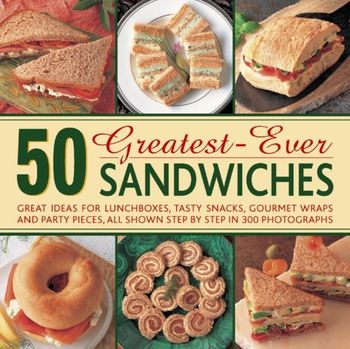 50 Greatest-Ever
SANDWICHES
GREAT IDEAS FOR LUNCHBOXES, TASTY SNACKS, GOURMET WRAPS
AND PARTY PIECES, ALL SHOWN STEP BY STEP IN 300 PHOTOGRAPHS